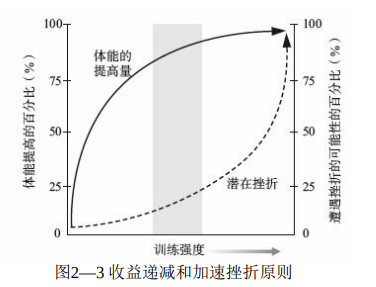 体能提高的百分比（%）
100
75
50
25
0
体能的
提高量
潜在挫折
100
75
50
25
0
遭遇挫折的可能性的百分比（%）
训练强度
图2—3 收益递减和加速挫折原则